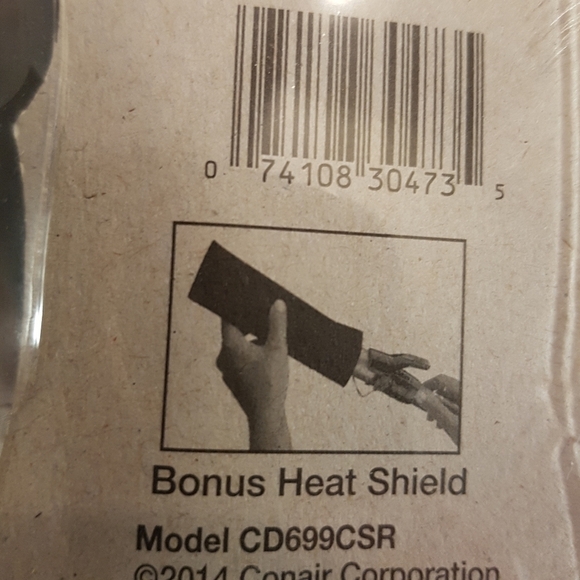 0 74108 30473 5
Bonus Heat Shield
Model CD699CSR
©2014 Conair Corporation